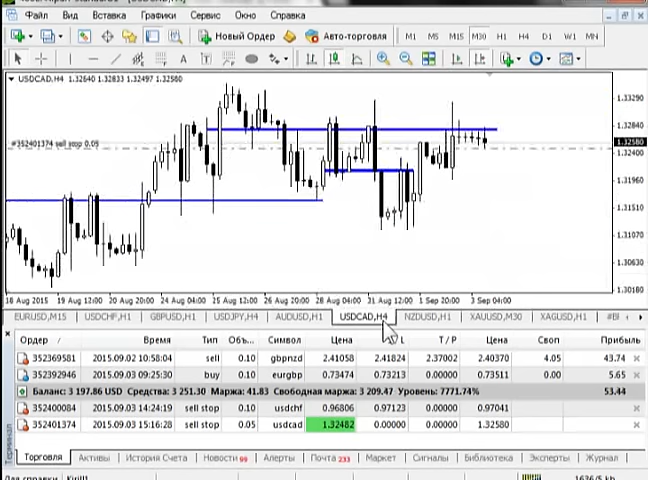 Файл Вид Вставка Графики Сервис Окно Справка
Новый Ордер Авто-торговля M1 M5 M15 M30 H1 H4 D1 W1 MN
USDCAD,H4 1.32640 1.32833 1.32497 1.32580
1.33290
1.32840
1.32580
#352401374 sell stop 0.05
1.32400
1.31960
1.31510
1.31070
1.30630
1.30180
18 Aug 2015 19 Aug 12:00 20 Aug 20:00 24 Aug 04:00 25 Aug 12:00 26 Aug 20:00 28 Aug 04:00 31 Aug 12:00 1 Sep 20:00 3 Sep 04:00
EURUSD,M15 USDCHF,H1 GBPUSD,H1 USDJPY,H4 AUDUSD,H1 USDCAD,H4 NZDUSD,H1 XAUUSD,M30 XAGUSD,H1
Ордер Время Тип Объ... Символ Цена T / P Цена Своп Прибыль
352369581 2015.09.02 10:58:04 sell 0.10 gbpnzd 2.41058 2.41824 2.37002 2.40370 4.05 43.74
352392946 2015.09.03 09:25:30 buy 0.10 eurgbp 0.73474 0.73213 0.00000 0.73511 0.00 5.65
Баланс: 3 197.86 USD Средства: 3 251.30 Маржа: 41.83 Свободная маржа: 3 209.47 Уровень: 7771.74% 53.44
352400084 2015.09.03 14:24:19 sell stop 0.10 usdchf 0.96806 0.97123 0.00000 0.97041
352401374 2015.09.03 15:16:28 sell stop 0.05 usdcad 1.32482 0.00000 0.00000 1.32580
Терминал
Торговля Активы История Счета Новости 99 Алерты Почта 233 Маркет Сигналы Библиотека Эксперты Журнал